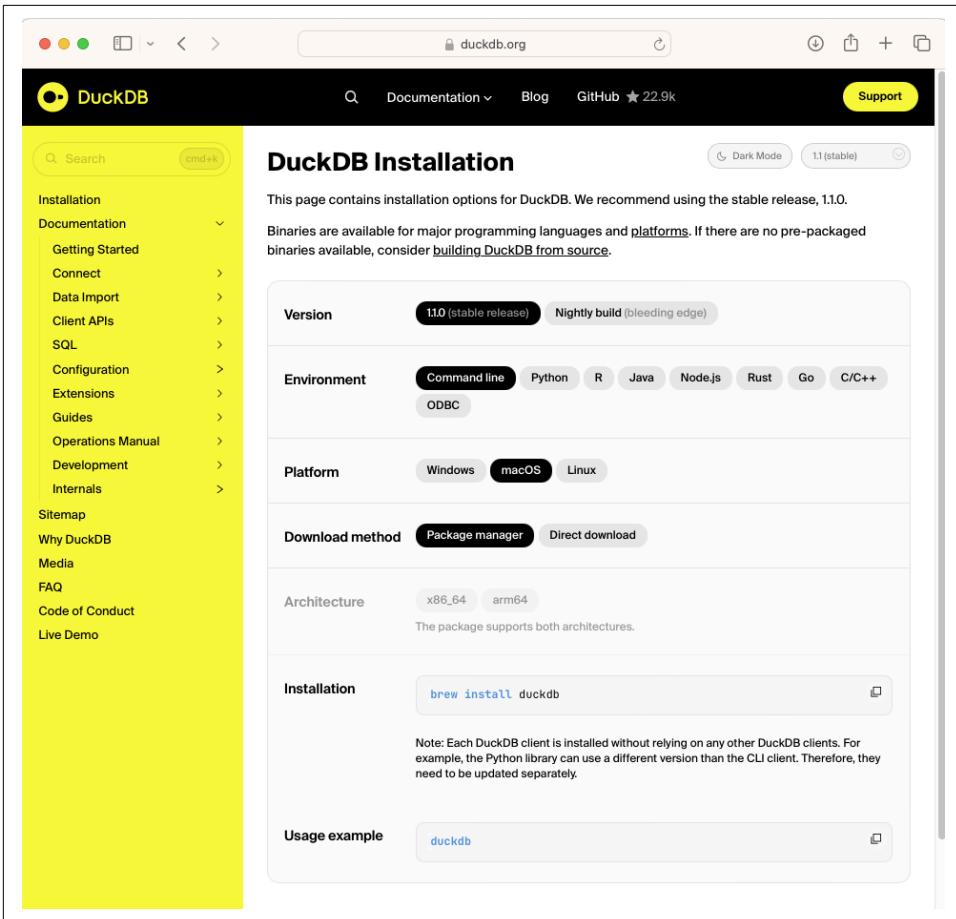 duckdb.org
DuckDB
Documentation
Blog
GitHub ★ 22.9k
Support
Search
cmd+k
Installation
Documentation
Getting Started
Connect
Data Import
Client APIs
SQL
Configuration
Extensions
Guides
Operations Manual
Development
Internals
Sitemap
Why DuckDB
Media
FAQ
Code of Conduct
Live Demo
DuckDB Installation
Dark Mode
1.1 (stable)
This page contains installation options for DuckDB. We recommend using the stable release, 1.1.0.
Binaries are available for major programming languages and platforms. If there are no pre-packaged
binaries available, consider building DuckDB from source.
Version
1.1.0 (stable release)
Nightly build (bleeding edge)
Environment
Command line
Python
R
Java
Node.js
Rust
Go
C/C++
ODBC
Platform
Windows
macOS
Linux
Download method
Package manager
Direct download
Architecture
x86_64
arm64
The package supports both architectures.
Installation
brew install duckdb
Note: Each DuckDB client is installed without relying on any other DuckDB clients. For
example, the Python library can use a different version than the CLI client. Therefore, they
need to be updated separately.
Usage example
duckdb